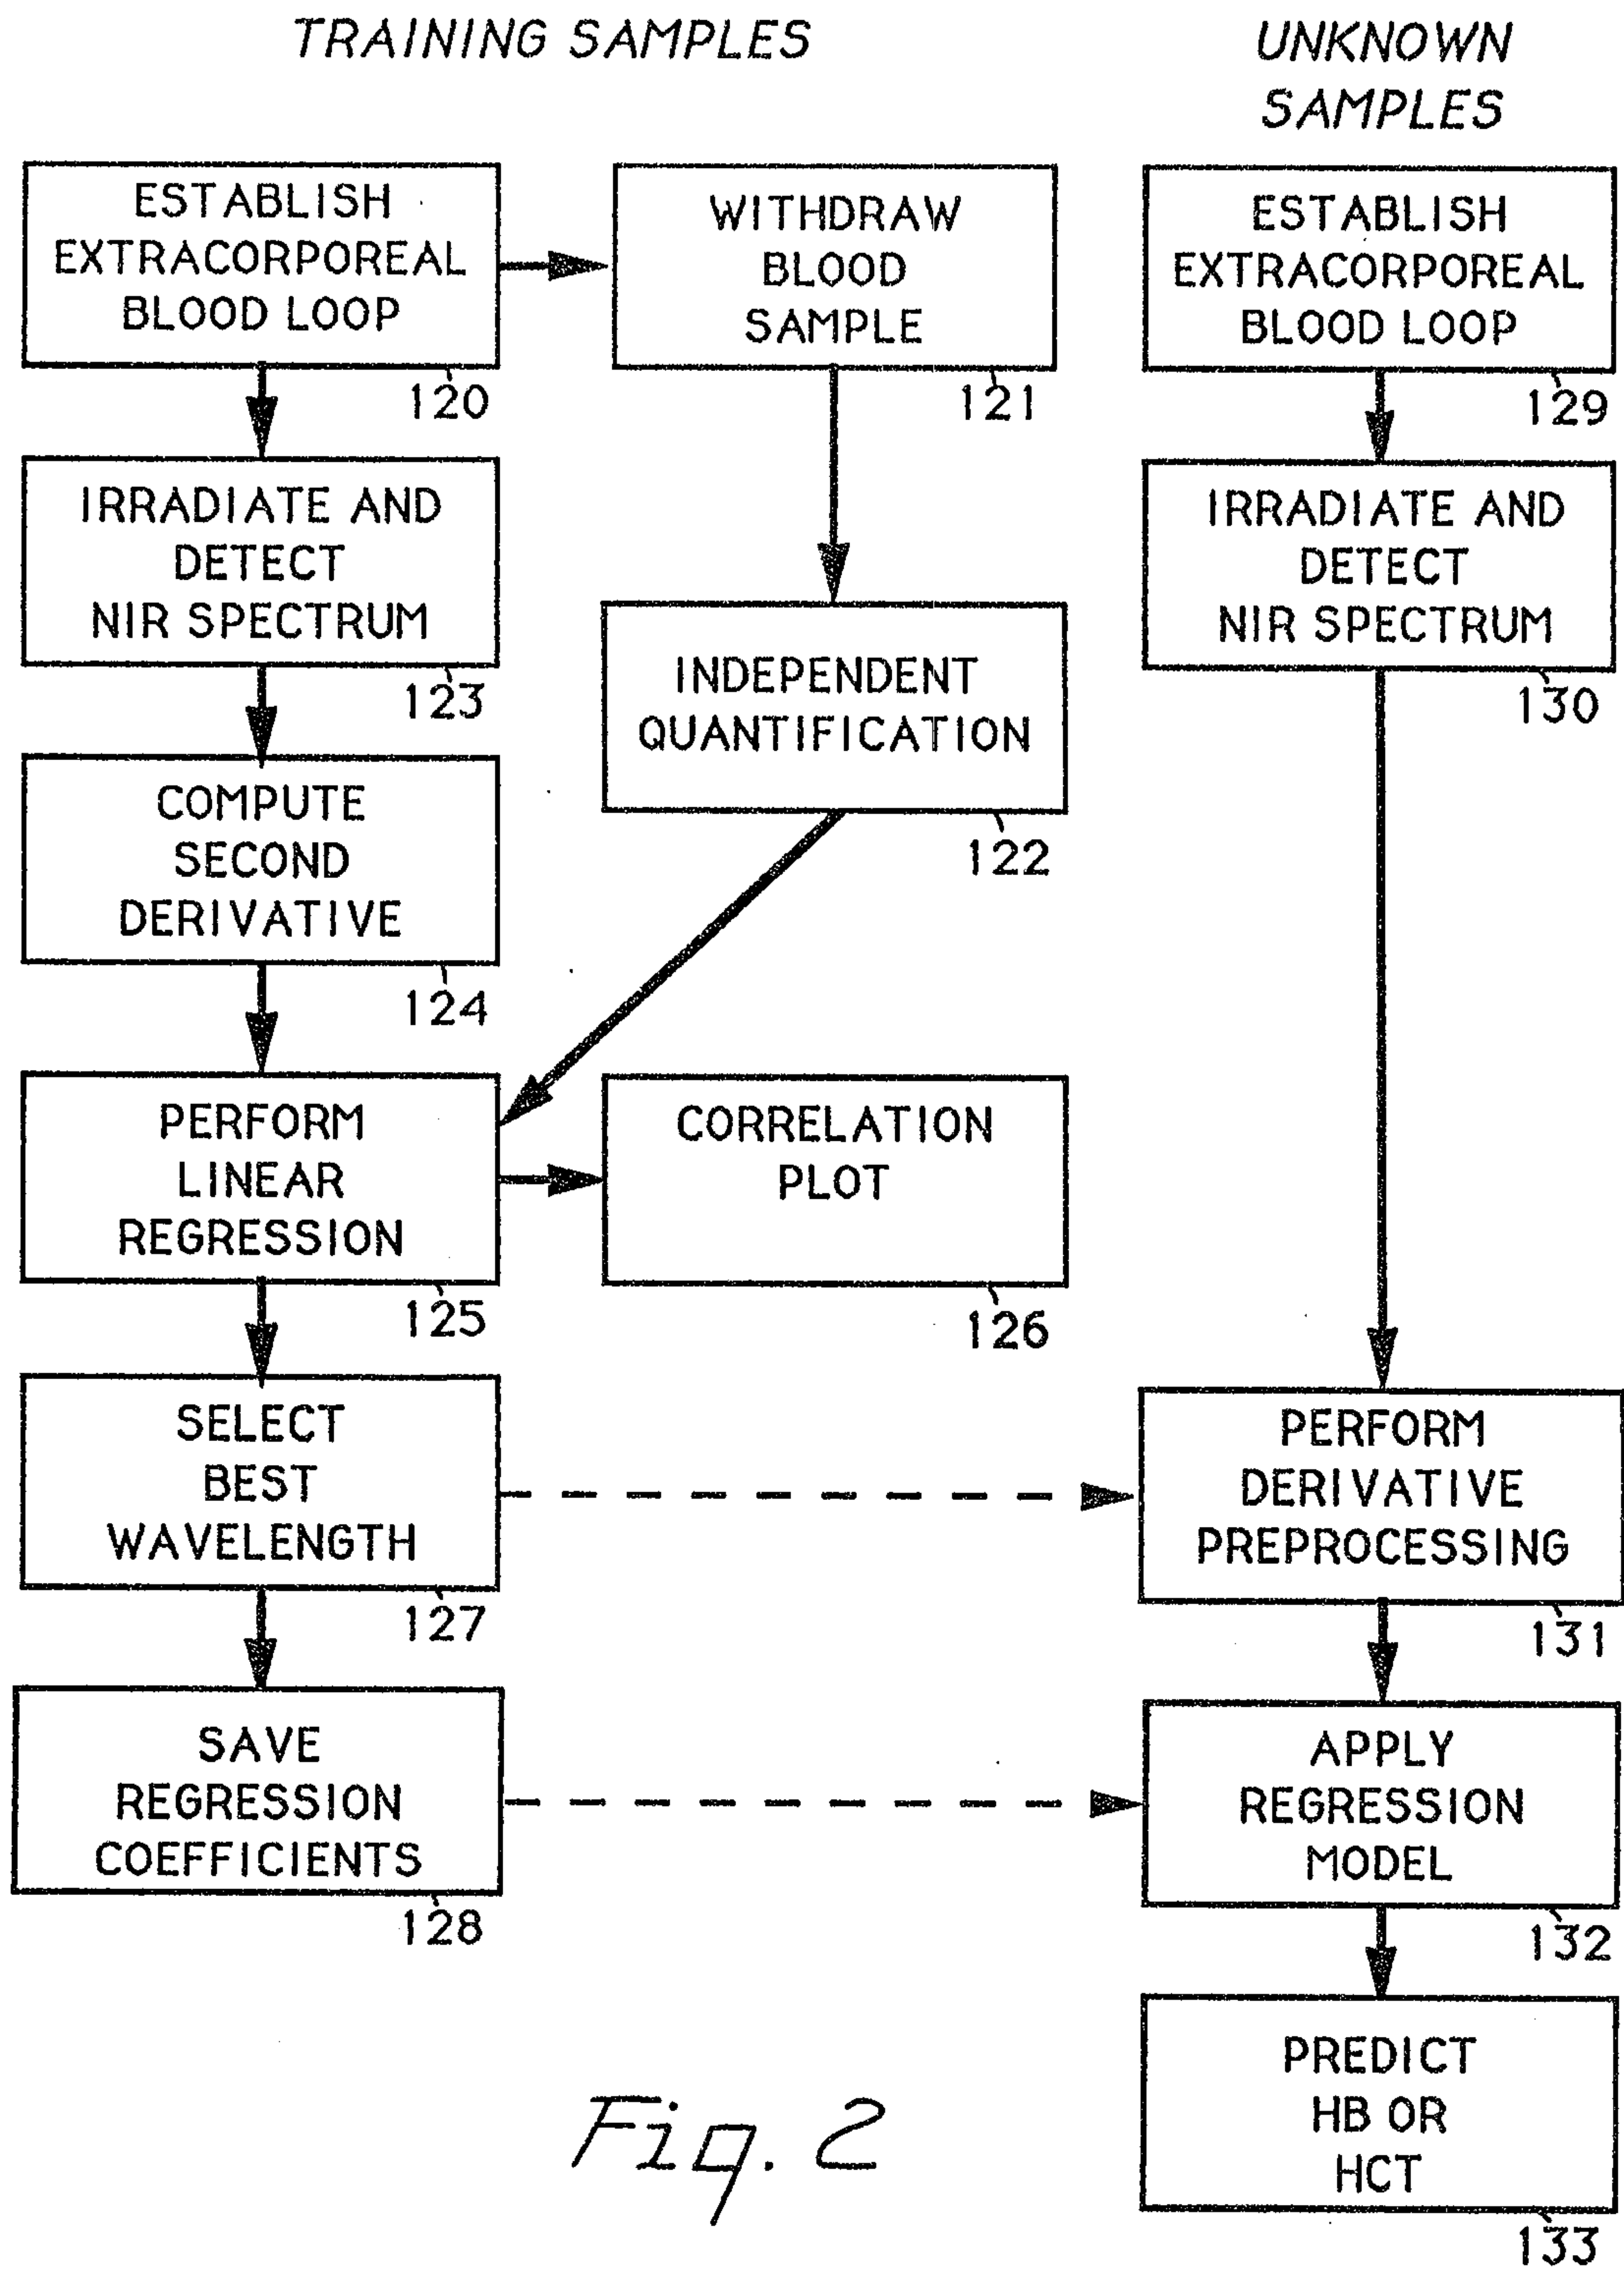 TRAINING SAMPLES
UNKNOWN
SAMPLES
ESTABLISH
EXTRACORPOREAL
BLOOD LOOP
120
WITHDRAW
BLOOD
SAMPLE
121
ESTABLISH
EXTRACORPOREAL
BLOOD LOOP
129
IRRADIATE AND
DETECT
NIR SPECTRUM
123
INDEPENDENT
QUANTIFICATION
122
IRRADIATE AND
DETECT
NIR SPECTRUM
130
COMPUTE
SECOND
DERIVATIVE
124
PERFORM
LINEAR
REGRESSION
125
CORRELATION
PLOT
126
SELECT
BEST
WAVELENGTH
127
PERFORM
DERIVATIVE
PREPROCESSING
131
SAVE
REGRESSION
COEFFICIENTS
128
APPLY
REGRESSION
MODEL
132
PREDICT
HB OR
HCT
133
Fig. 2